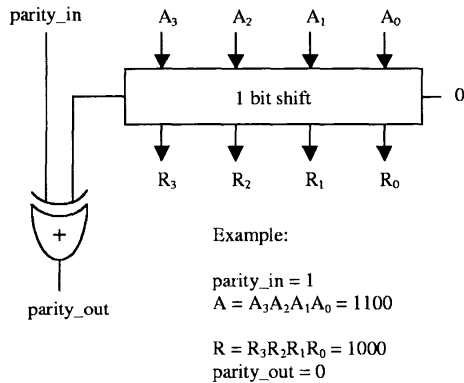 parity_in
A₃ A₂ A₁ A₀
1 bit shift
0
R₃ R₂ R₁ R₀
+
parity_out
Example:
parity_in = 1
A = A₃A₂A₁A₀ = 1100
R = R₃R₂R₁R₀ = 1000
parity_out = 0